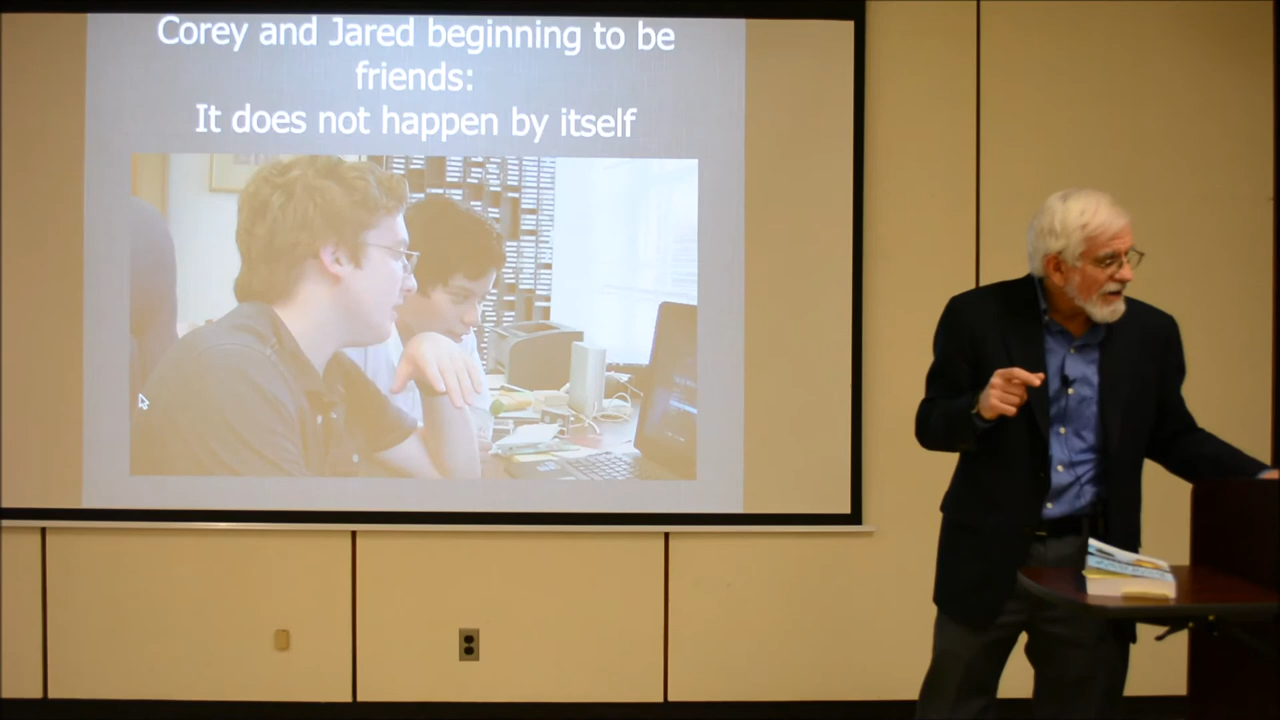 Corey and Jared beginning to be
friends:
It does not happen by itself